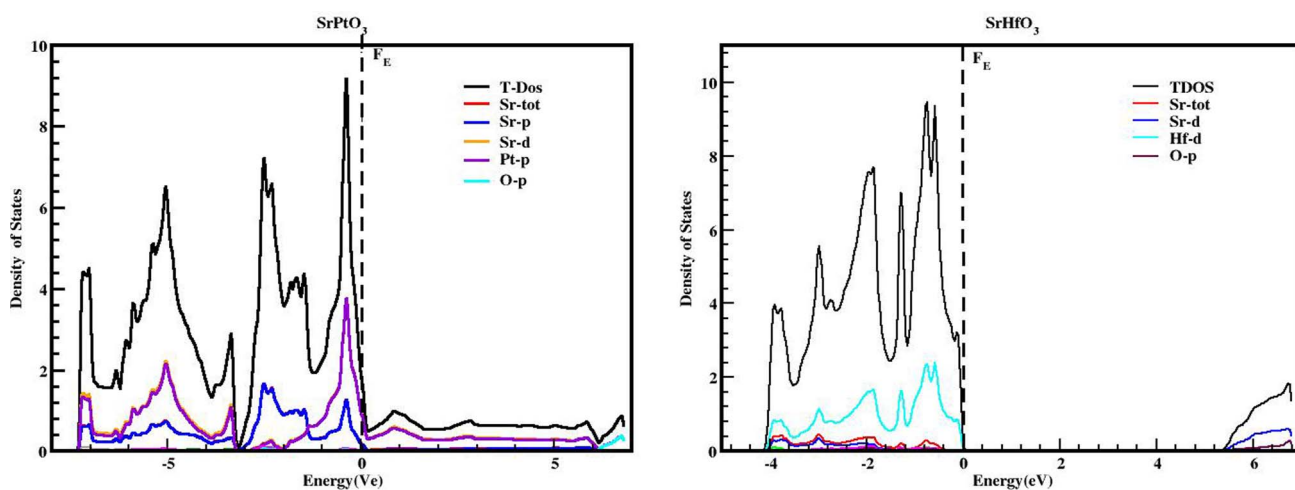 SrPtO3
10
8
6
4
2
0
Density of States
FE
T-Dos
Sr-tot
Sr-p
Sr-d
Pt-p
O-p
-5
0
5
Energy(Ve)
SrHfO3
10
8
6
4
2
0
Density of States
FE
TDOS
Sr-tot
Sr-d
Hf-d
O-p
-4
-2
0
2
4
6
Energy(eV)